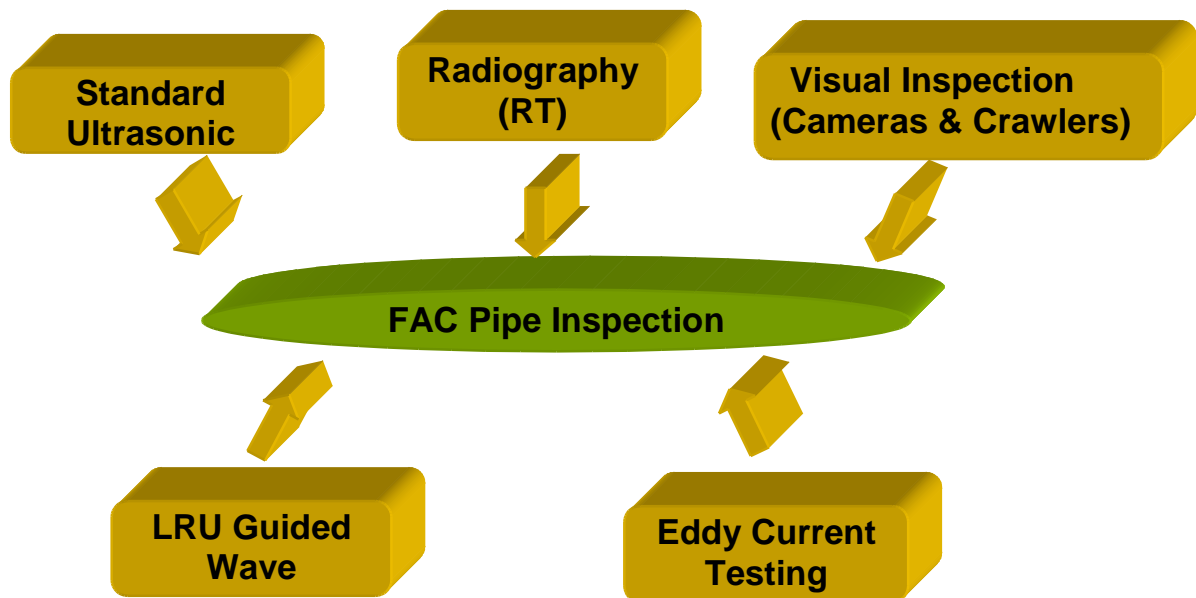 Standard
Ultrasonic
Radiography
(RT)
Visual Inspection
(Cameras & Crawlers)
FAC Pipe Inspection
LRU Guided
Wave
Eddy Current
Testing